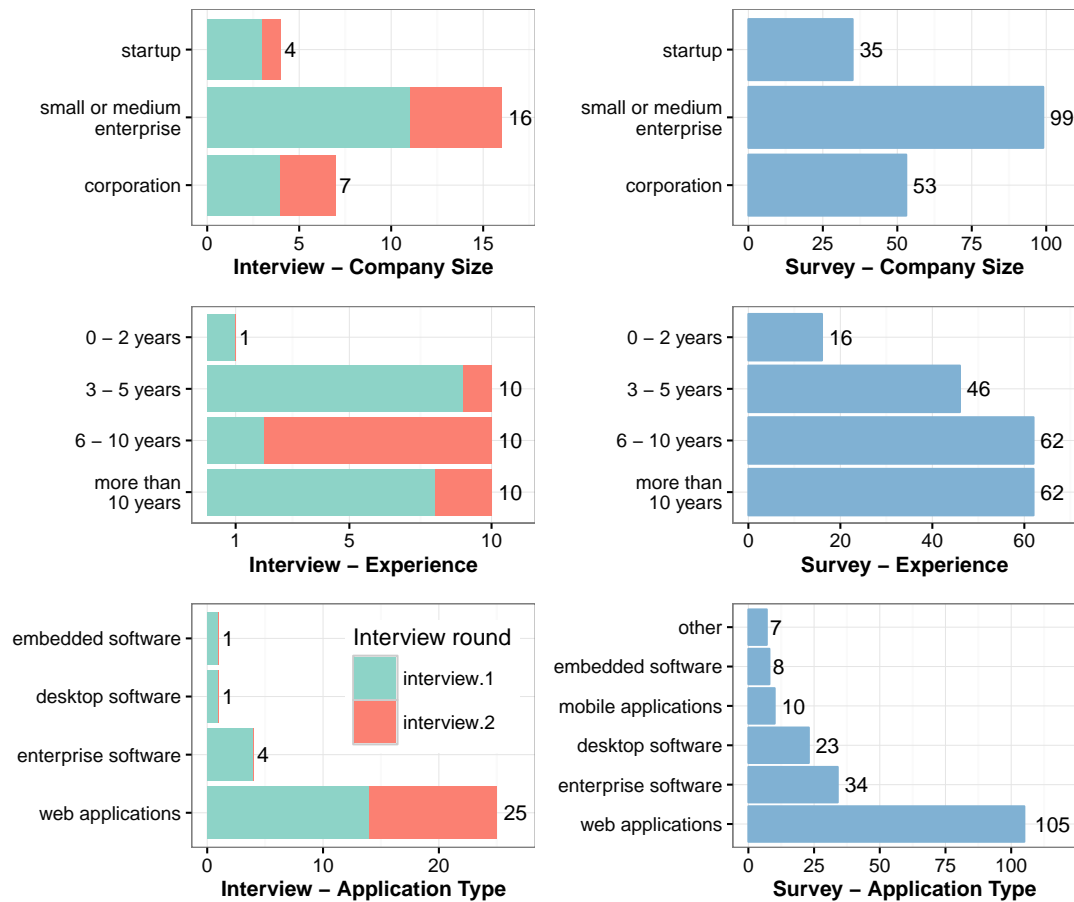 startup
4
small or medium
enterprise
16
corporation
7
0
5
10
15
Interview – Company Size
startup
35
small or medium
enterprise
99
corporation
53
0
25
50
75
100
Survey – Company Size
0 – 2 years
1
3 – 5 years
10
6 – 10 years
10
more than
10 years
10
1
5
10
Interview – Experience
0 – 2 years
16
3 – 5 years
46
6 – 10 years
62
more than
10 years
62
0
20
40
60
Survey – Experience
embedded software
1
desktop software
1
enterprise software
4
web applications
25
Interview round
interview.1
interview.2
0
10
20
Interview – Application Type
other
7
embedded software
8
mobile applications
10
desktop software
23
enterprise software
34
web applications
105
0
25
50
75
100
Survey – Application Type